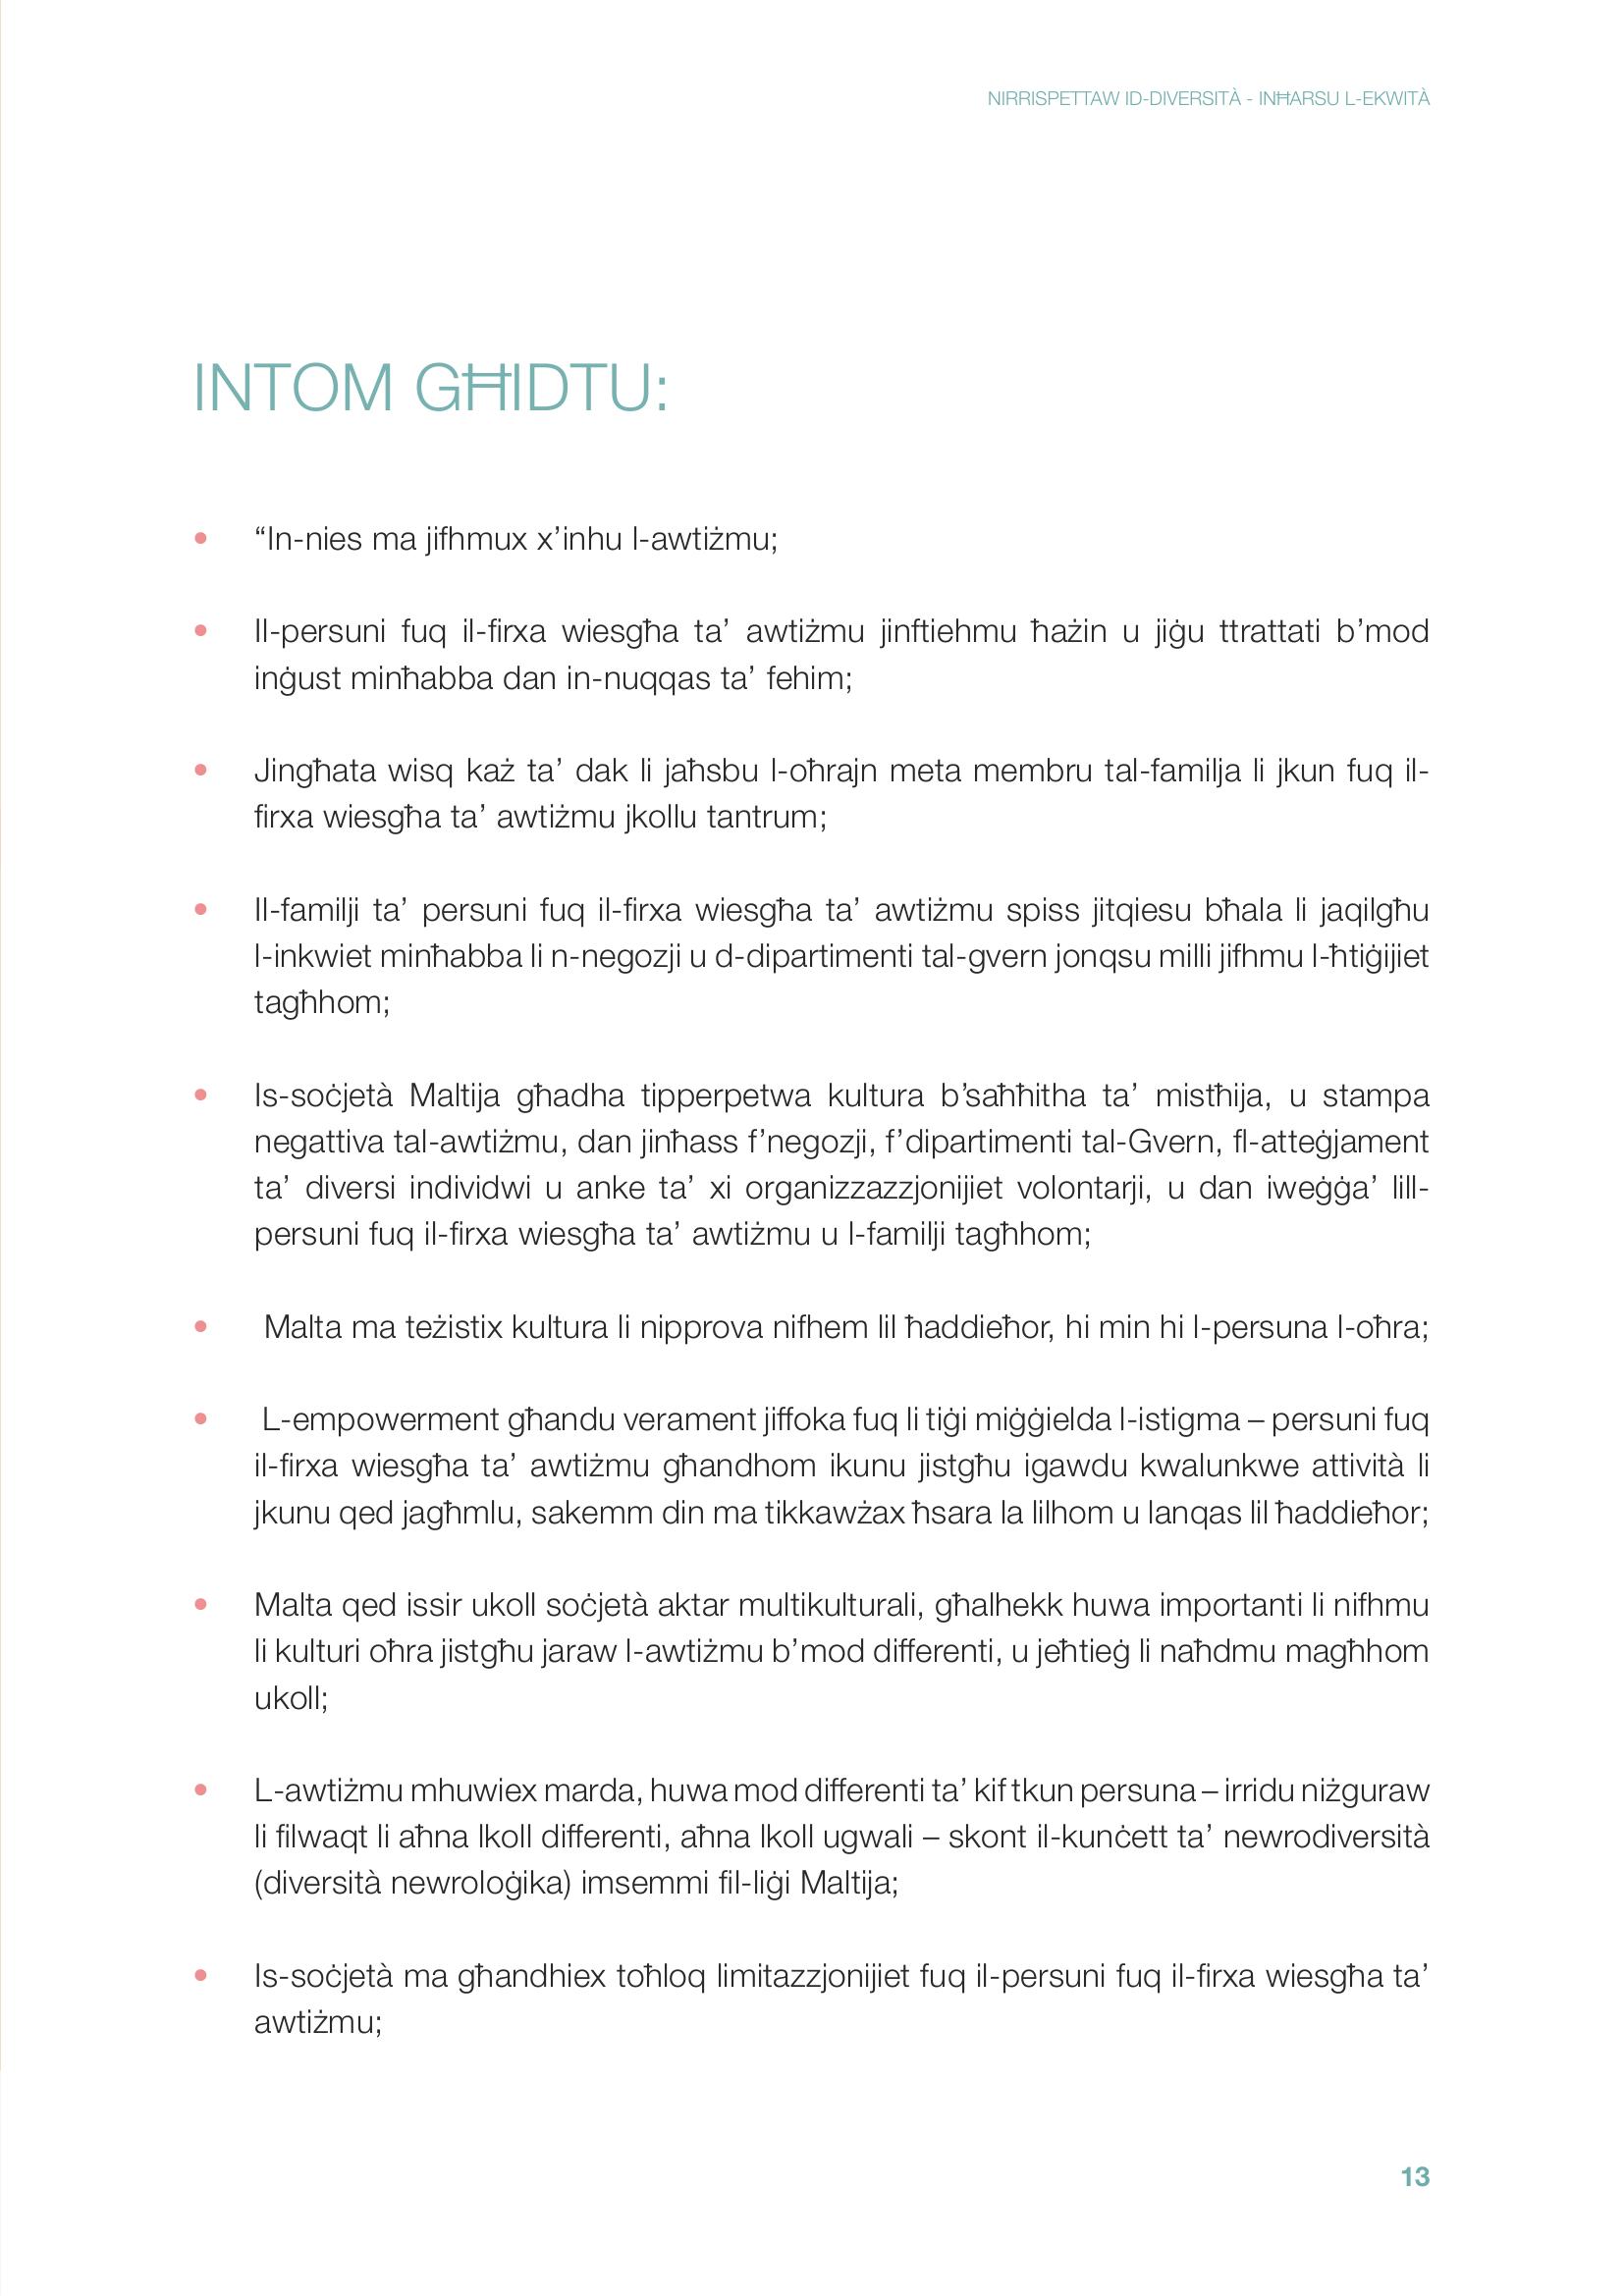 NIRRISPETTAW ID-DIVERSITÀ - INĦARSU L-EKWITÀ
INTOM GĦIDTU:
• “In-nies ma jifhmux x’inhu l-awtiżmu;
• Il-persuni fuq il-firxa wiesgħa ta’ awtiżmu jinftiehmu ħażin u jiġu ttrattati b’mod
inġust minħabba dan in-nuqqas ta’ fehim;
• Jingħata wisq każ ta’ dak li jaħsbu l-oħrajn meta membru tal-familja li jkun fuq il-
firxa wiesgħa ta’ awtiżmu jkollu tantrum;
• Il-familji ta’ persuni fuq il-firxa wiesgħa ta’ awtiżmu spiss jitqiesu bħala li jaqilgħu
l-inkwiet minħabba li n-negozji u d-dipartimenti tal-gvern jonqsu milli jifhmu l-ħtiġijiet
tagħhom;
• Is-soċjetà Maltija għadha tipperpetwa kultura b’saħħitha ta’ mistħija, u stampa
negattiva tal-awtiżmu, dan jinħass f’negozji, f’dipartimenti tal-Gvern, fl-atteġjament
ta’ diversi individwi u anke ta’ xi organizzazzjonijiet volontarji, u dan iweġġa’ lill-
persuni fuq il-firxa wiesgħa ta’ awtiżmu u l-familji tagħhom;
• Malta ma teżistix kultura li nipprova nifhem lil ħaddieħor, hi min hi l-persuna l-oħra;
• L-empowerment għandu verament jiffoka fuq li tiġi miġġielda l-istigma – persuni fuq
il-firxa wiesgħa ta’ awtiżmu għandhom ikunu jistgħu igawdu kwalunkwe attività li
jkunu qed jagħmlu, sakemm din ma tikkawżax ħsara la lilhom u lanqas lil ħaddieħor;
• Malta qed issir ukoll soċjetà aktar multikulturali, għalhekk huwa importanti li nifhmu
li kulturi oħra jistgħu jaraw l-awtiżmu b’mod differenti, u jeħtieġ li naħdmu magħhom
ukoll;
• L-awtiżmu mhuwiex marda, huwa mod differenti ta’ kif tkun persuna – irridu niżguraw
li filwaqt li aħna lkoll differenti, aħna lkoll ugwali – skont il-kunċett ta’ newrodiversità
(diversità newroloġika) imsemmi fil-liġi Maltija;
• Is-soċjetà ma għandhiex toħloq limitazzjonijiet fuq il-persuni fuq il-firxa wiesgħa ta’
awtiżmu;
13